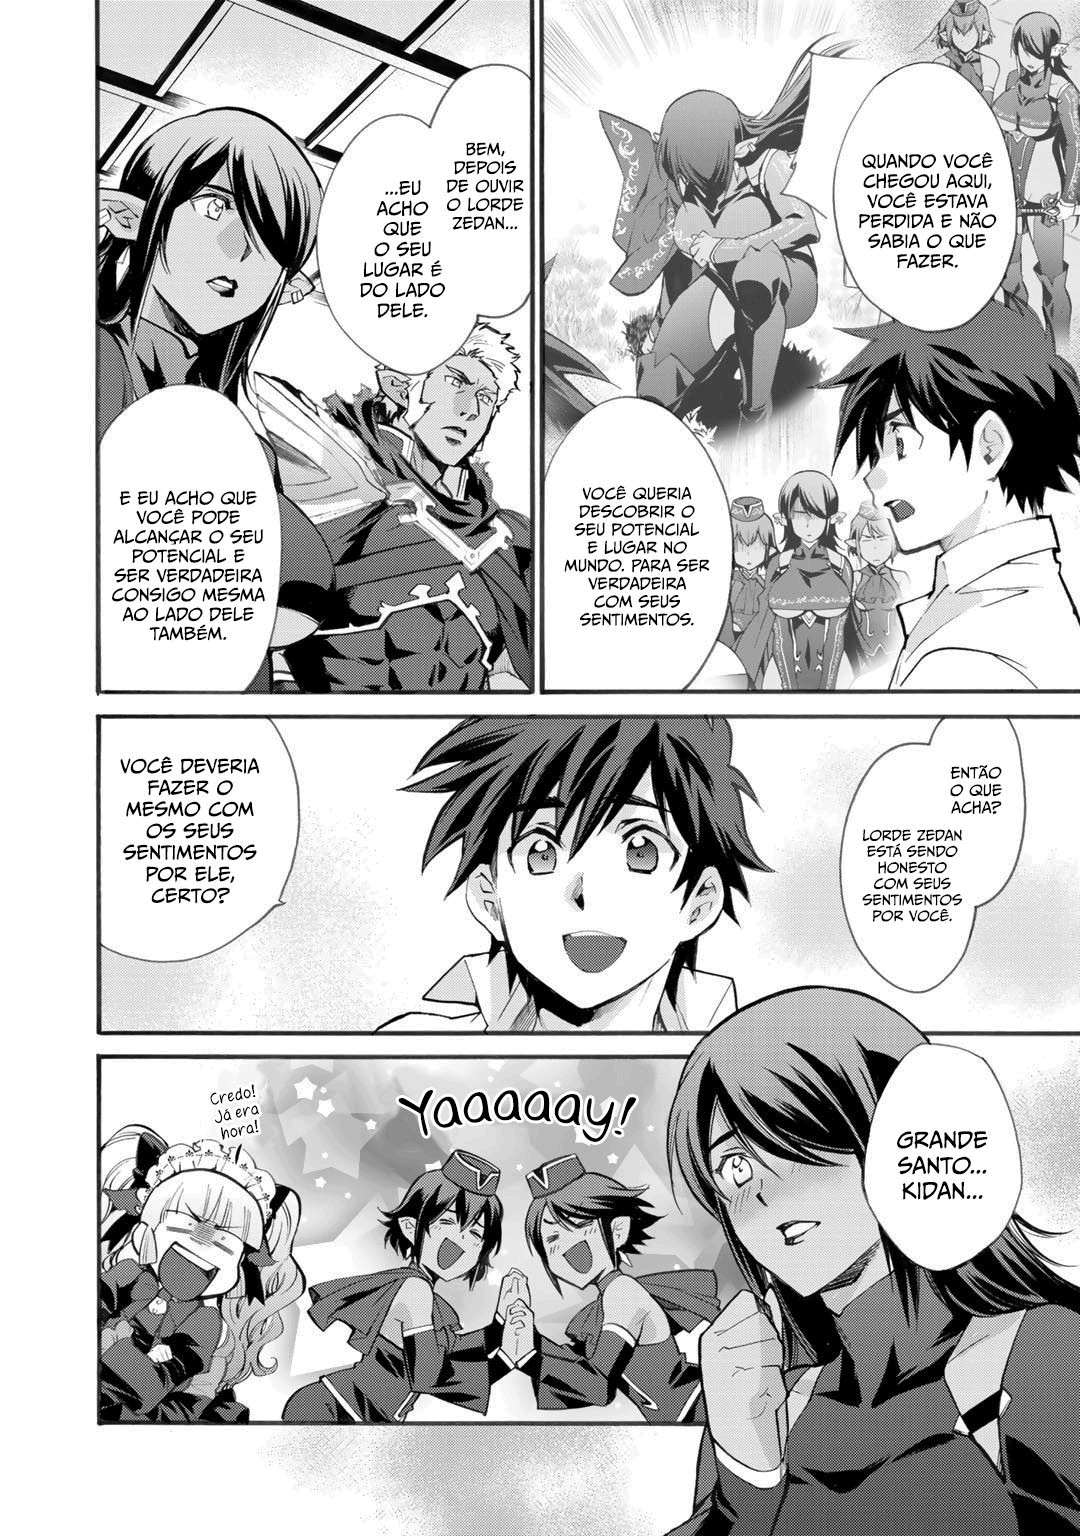 QUANDO VOCÊ
CHEGOU AQUI,
VOCÊ ESTAVA
PERDIDA E NÃO
SABIA O QUE
FAZER.
VOCÊ QUERIA
DESCOBRIR O
SEU POTENCIAL
E LUGAR NO
MUNDO. PARA SER
VERDADEIRA
COM SEUS
SENTIMENTOS.
BEM,
DEPOIS
DE OUVIR
O LORDE
ZEDAN...
...EU
ACHO
QUE
O SEU
LUGAR É
DO LADO
DELE.
E EU ACHO QUE
VOCÊ PODE
ALCANÇAR O SEU
POTENCIAL E
SER VERDADEIRA
CONSIGO MESMA
AO LADO DELE
TAMBÉM.
ENTÃO
O QUE
ACHA?
LORDE ZEDAN
ESTÁ SENDO
HONESTO
COM SEUS
SENTIMENTOS
POR VOCÊ.
VOCÊ DEVERIA
FAZER O
MESMO COM
OS SEUS
SENTIMENTOS
POR ELE,
CERTO?
GRANDE
SANTO...
KIDAN...
Yaaaaay!
Credo!
Já era
hora!